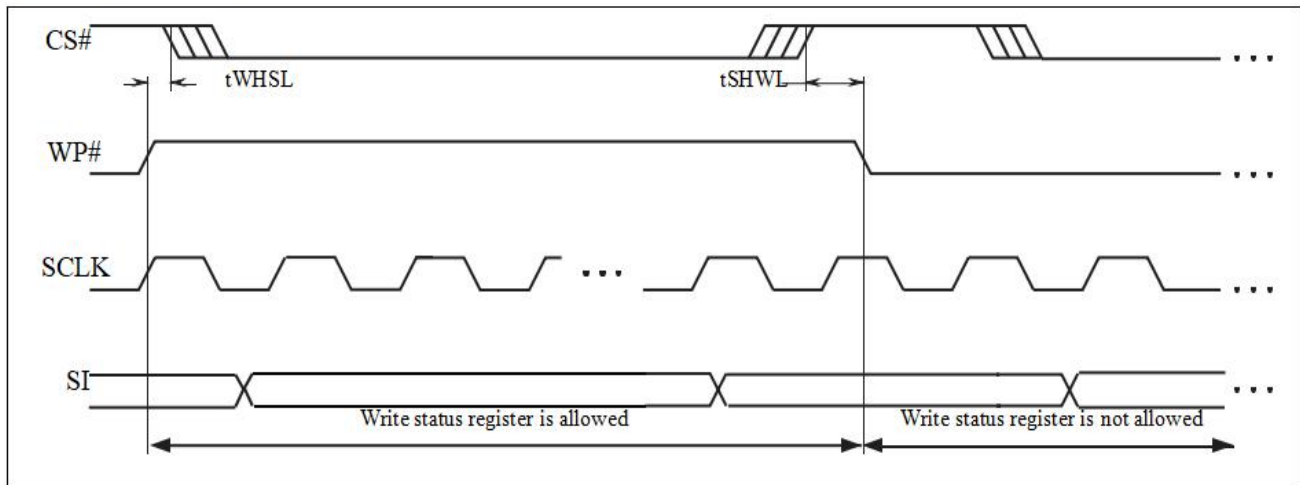 CS#
tWHSL
tSHWL
WP#
SCLK
SI
Write status register is allowed
Write status register is not allowed